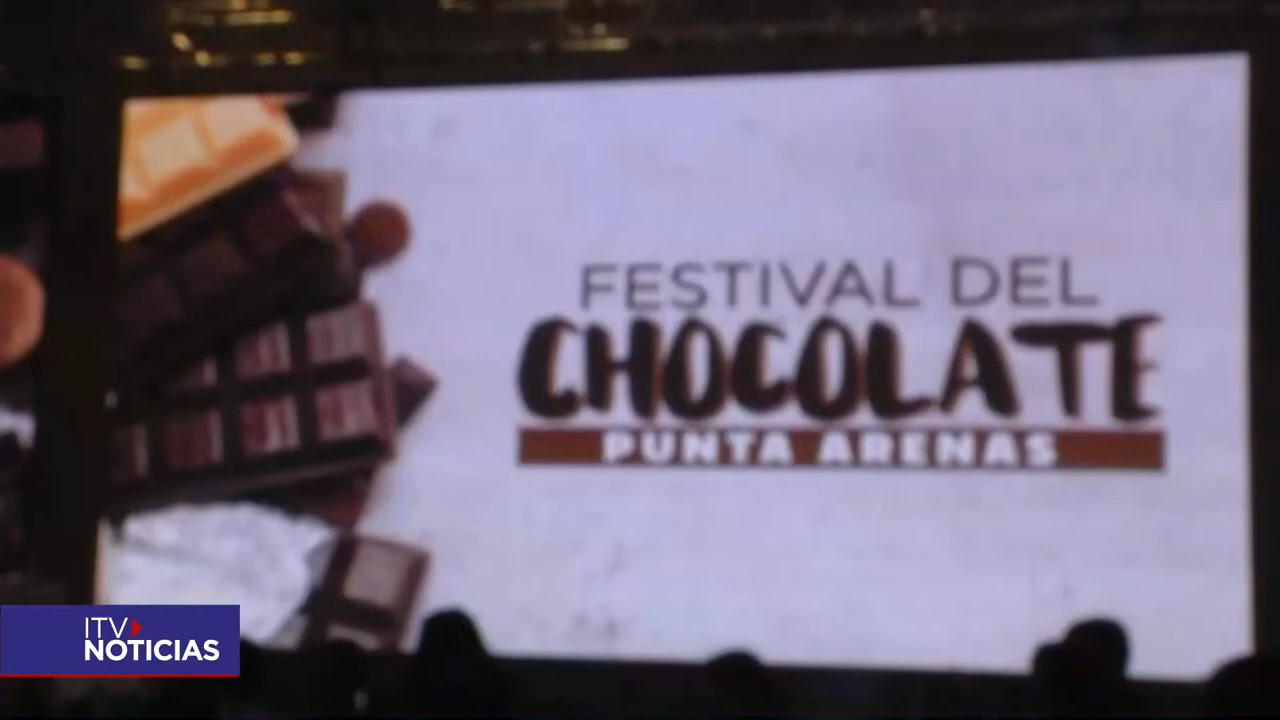 FESTIVAL DEL
CHOCOLATE
PUNTA ARENAS
ITV
NOTICIAS